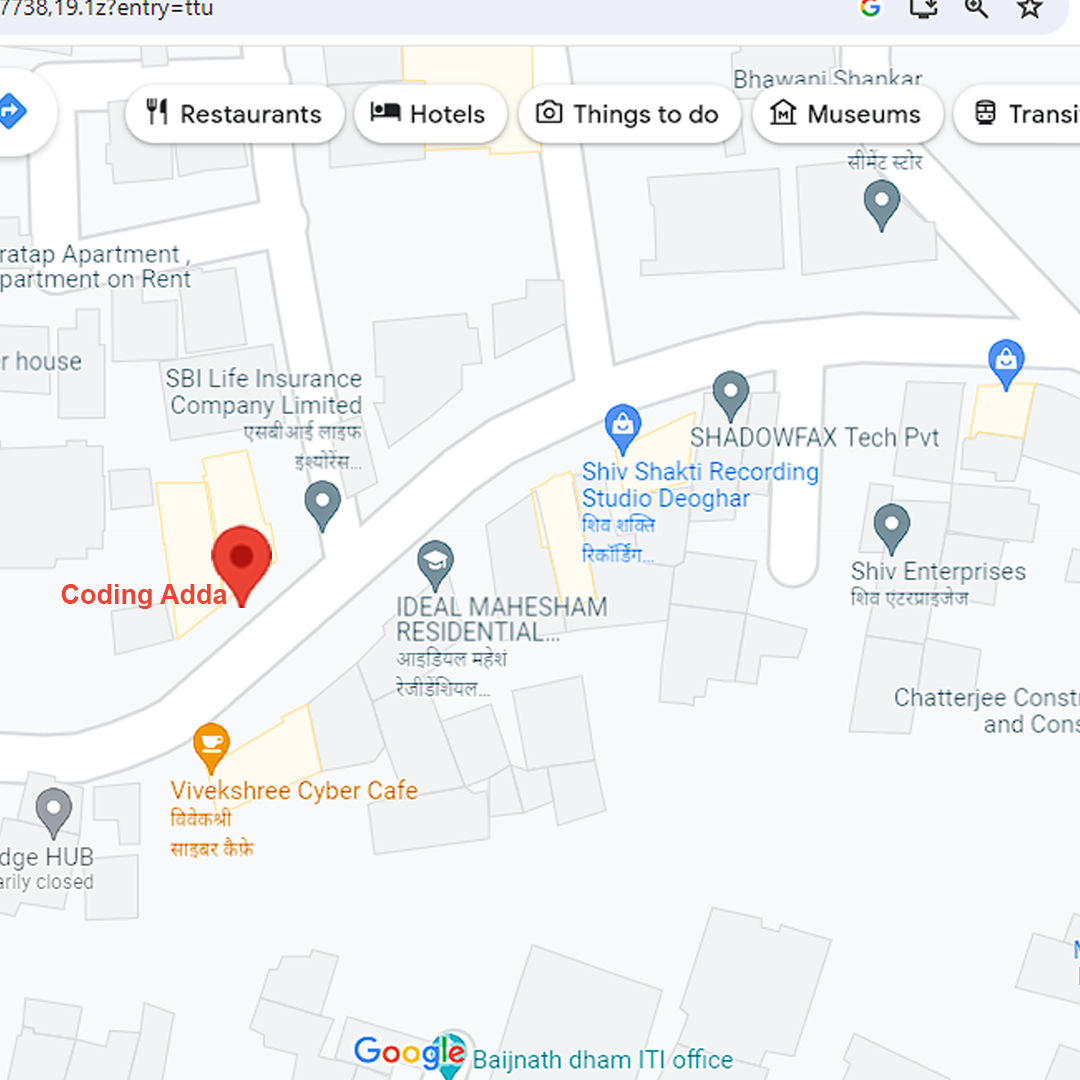 7738,19.1z?entry=ttu
Bhawani Shankar
Restaurants
Hotels
Things to do
Museums
Transi
सीमेंट स्टोर
ratap Apartment ,
partment on Rent
r house
SBI Life Insurance
Company Limited
एसबीआई लाइफ
इंश्योरेंस...
SHADOWFAX Tech Pvt
Shiv Shakti Recording
Studio Deoghar
शिव शक्ति
रिकॉर्डिंग...
Shiv Enterprises
शिव एंटरप्राइजेज
Coding Adda
IDEAL MAHESHAM
RESIDENTIAL...
आइडियल महेशं
रेजीडेंशियल...
Chatterjee Constr
and Cons
Vivekshree Cyber Cafe
विवेकश्री
साइबर कैफ़े
dge HUB
arily closed
Google
Baijnath dham ITI office